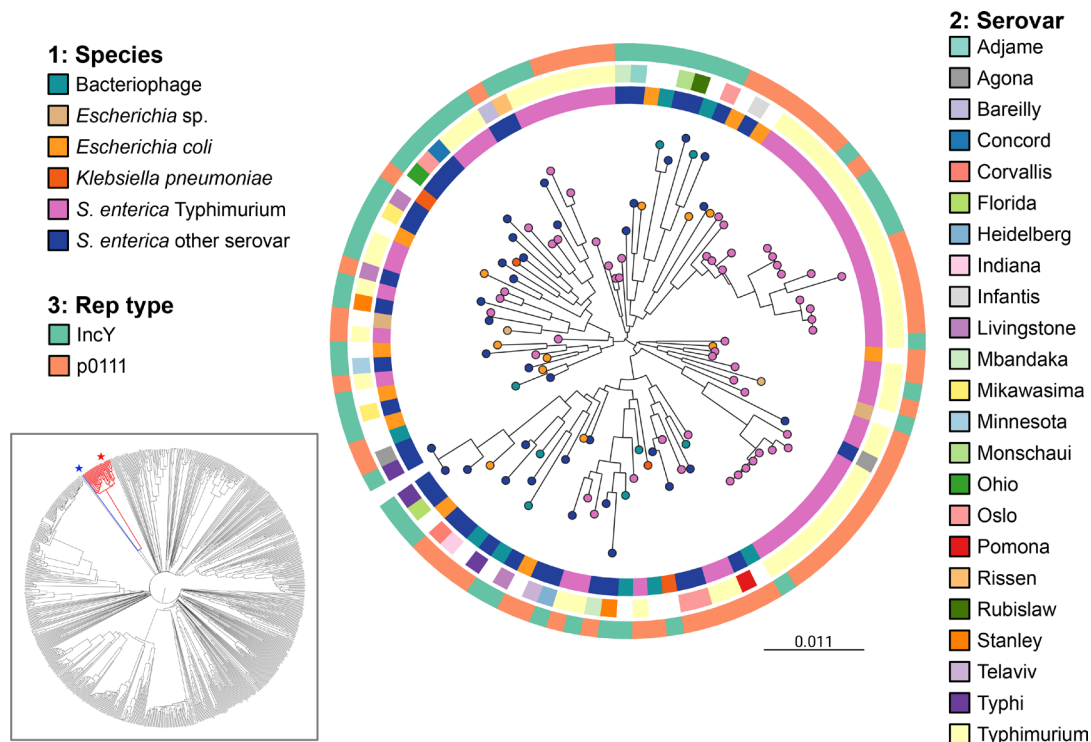 1: Species
Bacteriophage
Escherichia sp.
Escherichia coli
Klebsiella pneumoniae
S. enterica Typhimurium
S. enterica other serovar
3: Rep type
IncY
p0111
0.011
2: Serovar
Adjame
Agona
Bareilly
Concord
Corvallis
Florida
Heidelberg
Indiana
Infantis
Livingstone
Mbandaka
Mikawasima
Minnesota
Monschaui
Ohio
Oslo
Pomona
Rissen
Rubislaw
Stanley
Telaviv
Typhi
Typhimurium